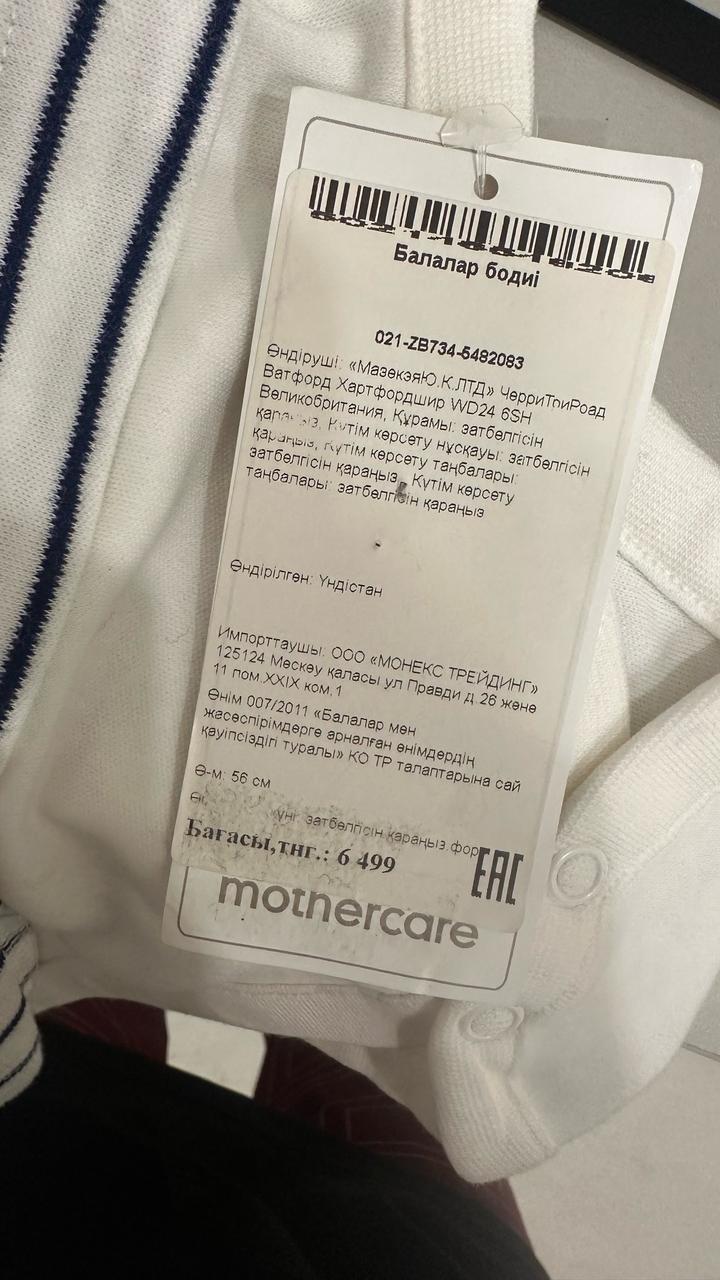 Балалар бодиі
021-ZB734-5482083
Өндіруші: «МазекэяЮ.К.ЛТД» ЧерриТриРоад
Ватфорд Хартфордшир WD24 6SH
Великобритания, Құрамы: затбелгісін
қараңыз, Күтім көрсету нұсқауы: затбелгісін
қараңыз, Күтім көрсету таңбалары:
затбелгісін қараңыз, Күтім көрсету
таңбалары: затбелгісін қараңыз
Өндірілген: Үндістан
Импорттаушы: ООО «МОНЕКС ТРЕЙДИНГ»
125124 Мәскеу қаласы ул Правди д.26 және
11 пом.XXIX ком.1
Өнім 007/2011 «Балалар мен
жасөспірімдерге арналған өнімдердің
қауіпсіздігі туралы» КО ТР талаптарына сай
Ө-м: 56 см
затбелгісін қараңыз.фор
Бағасы,тнг.: 6 499
EAC
mothercare